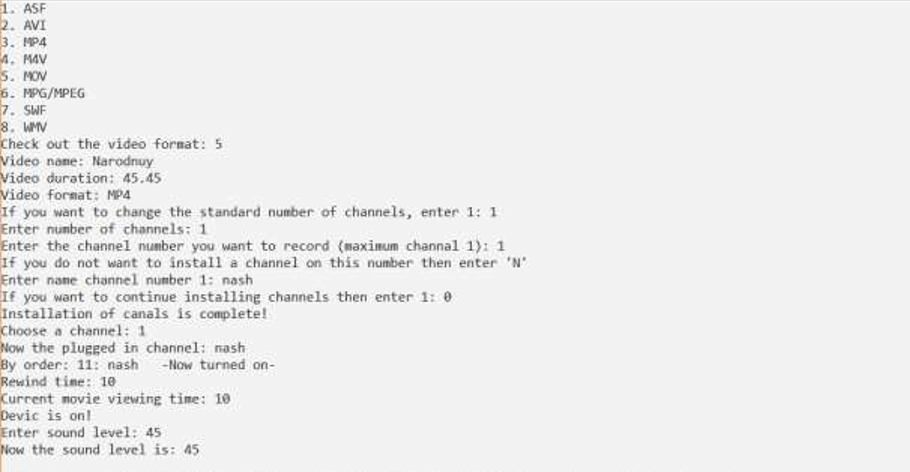 1. ASF
2. AVI
3. MP4
4. M4V
5. MOV
6. MPG/MPEG
7. SWF
8. WMV
Check out the video format: 5
Video name: Narodnuy
Video duration: 45.45
Video format: MP4
If you want to change the standard number of channels, enter 1: 1
Enter number of channels: 1
Enter the channel number you want to record (maximum channal 1): 1
If you do not want to install a channel on this number then enter 'N'
Enter name channel number 1: nash
If you want to continue installing channels then enter 1: 0
Installation of canals is complete!
Choose a channel: 1
Now the plugged in channel: nash
By order: 11: nash   -Now turned on-
Rewind time: 10
Current movie viewing time: 10
Devic is on!
Enter sound level: 45
Now the sound level is: 45